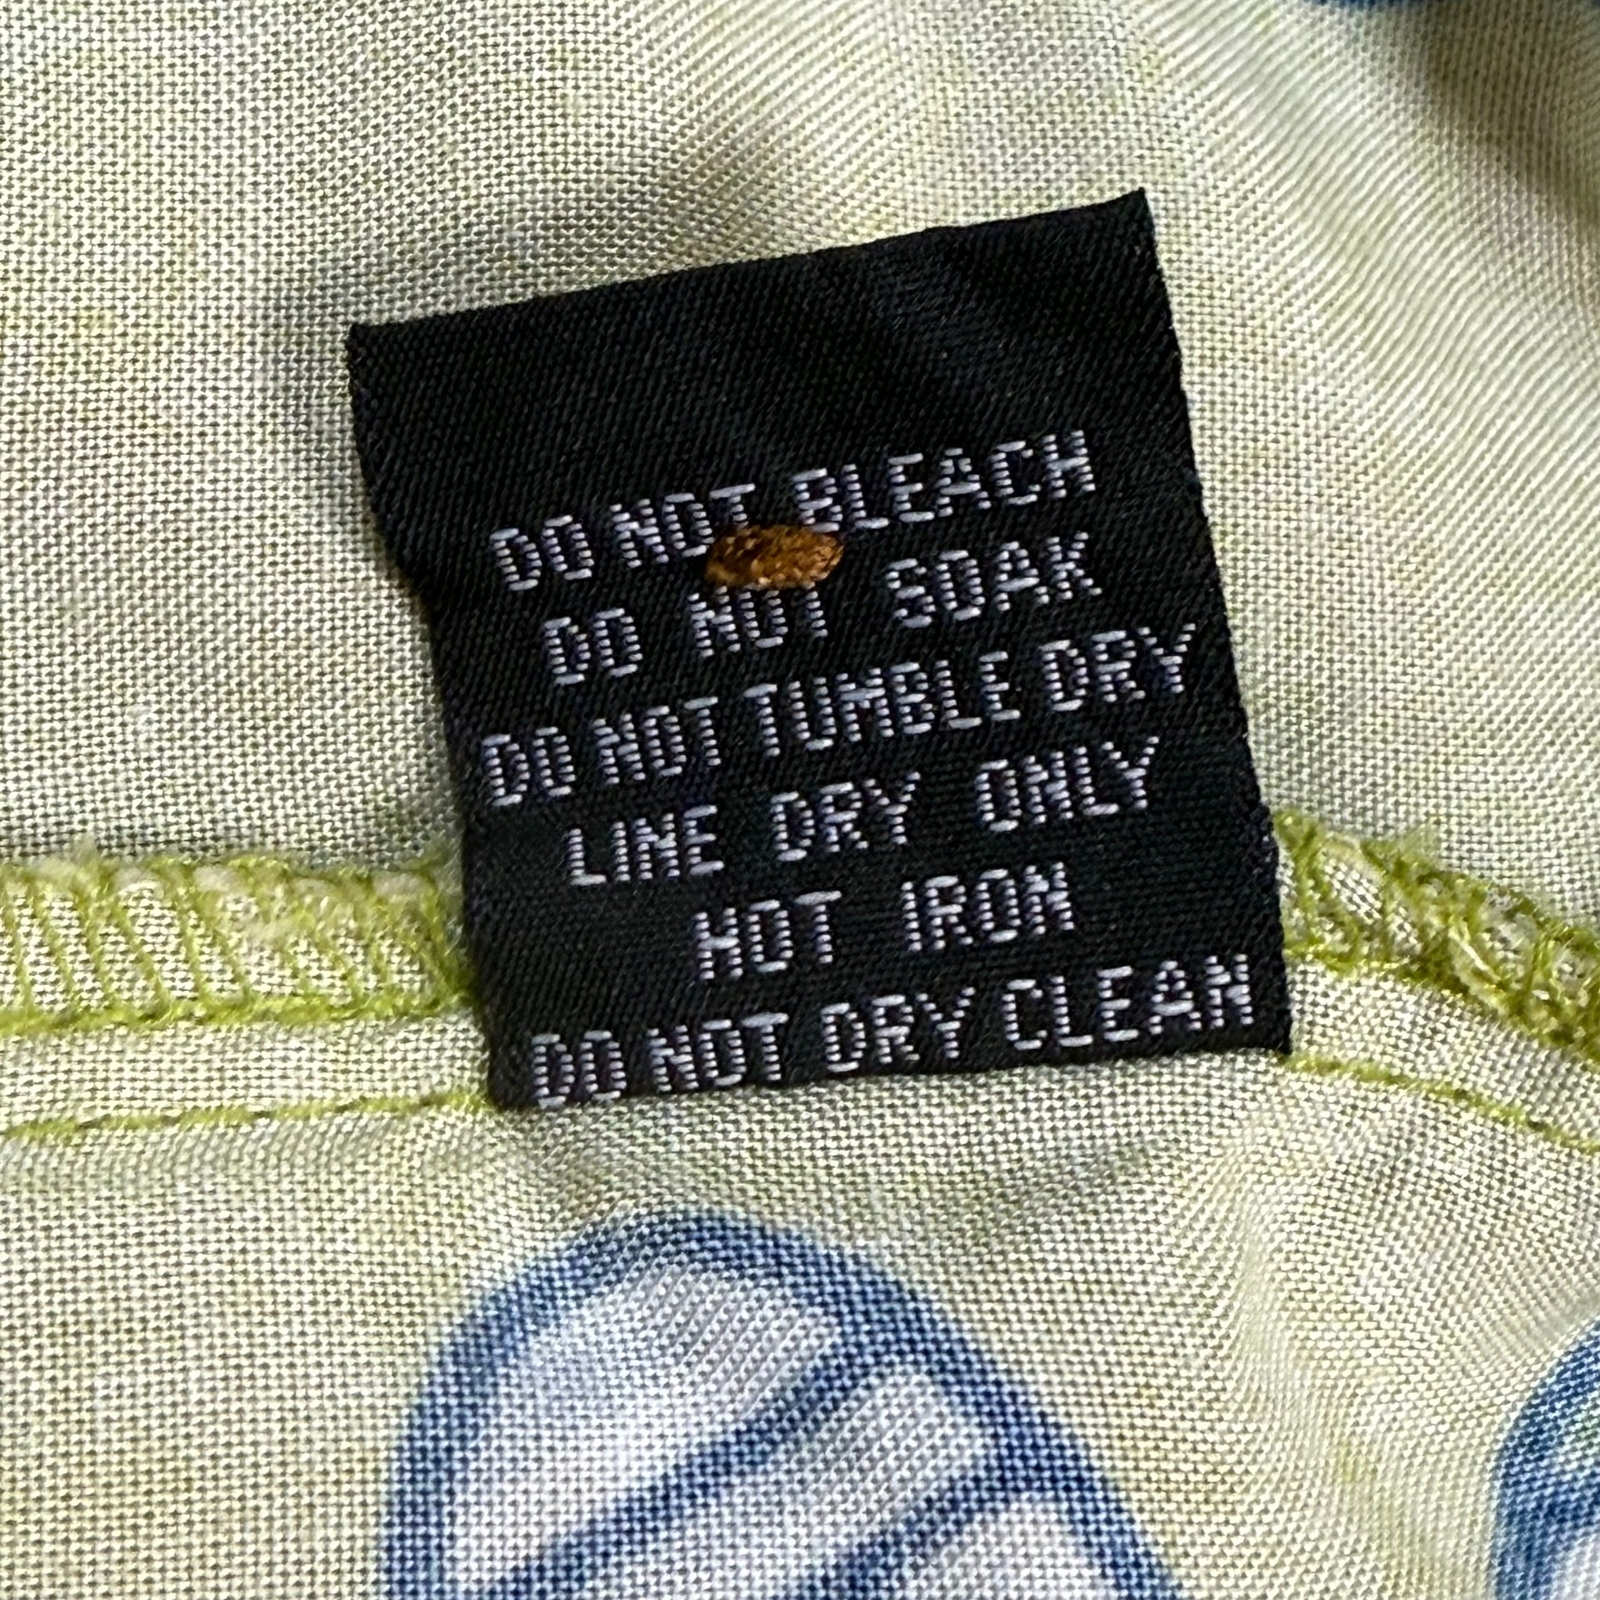 DO NOT BLEACH
DO NOT SOAK
DO NOT TUMBLE DRY
LINE DRY ONLY
HOT IRON
DO NOT DRY CLEAN